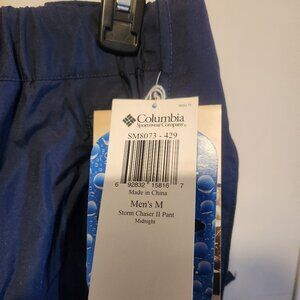 Columbia
Sportswear Company
SM8073 - 429
6 92832 15816 7
Made in China
Men's M
Storm Chaser II Pant
Midnight